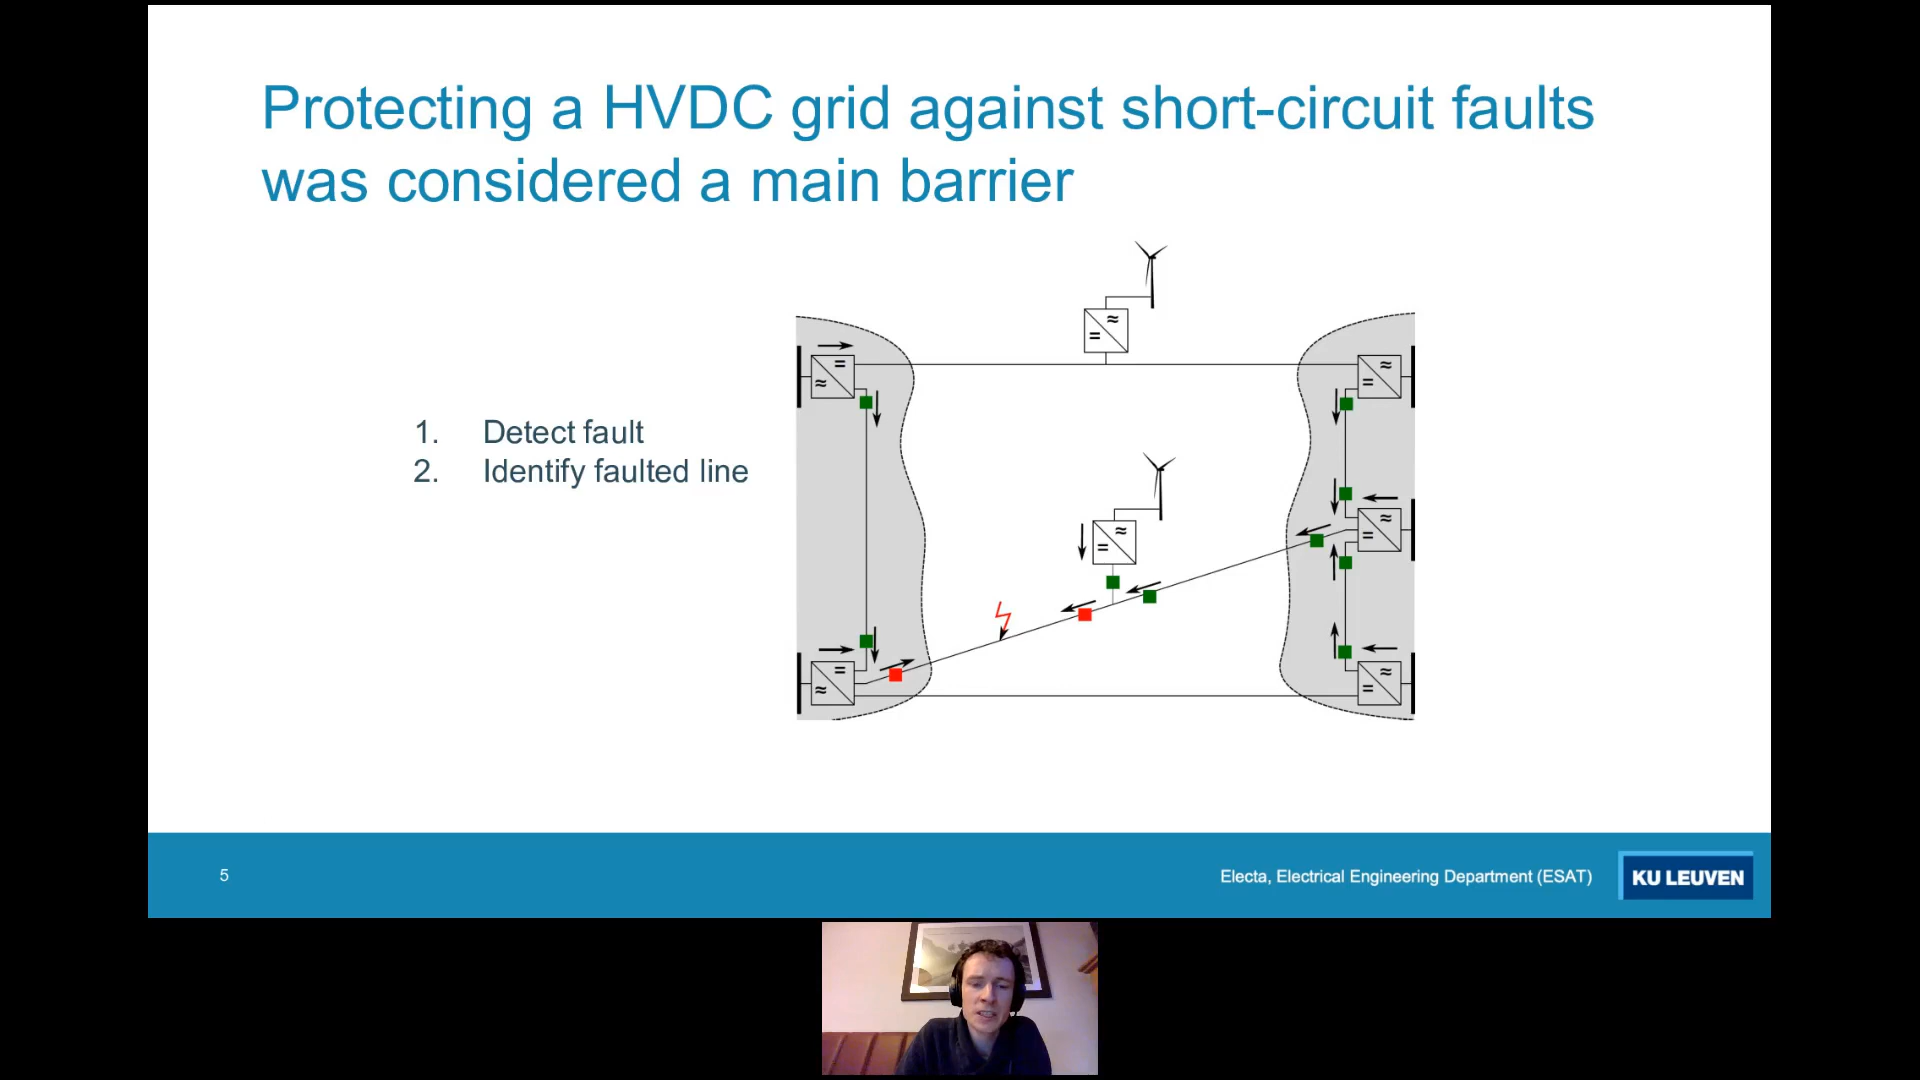 Protecting a HVDC grid against short-circuit faults
was considered a main barrier
1. Detect fault
2. Identify faulted line
5
Electa, Electrical Engineering Department (ESAT)
KU LEUVEN